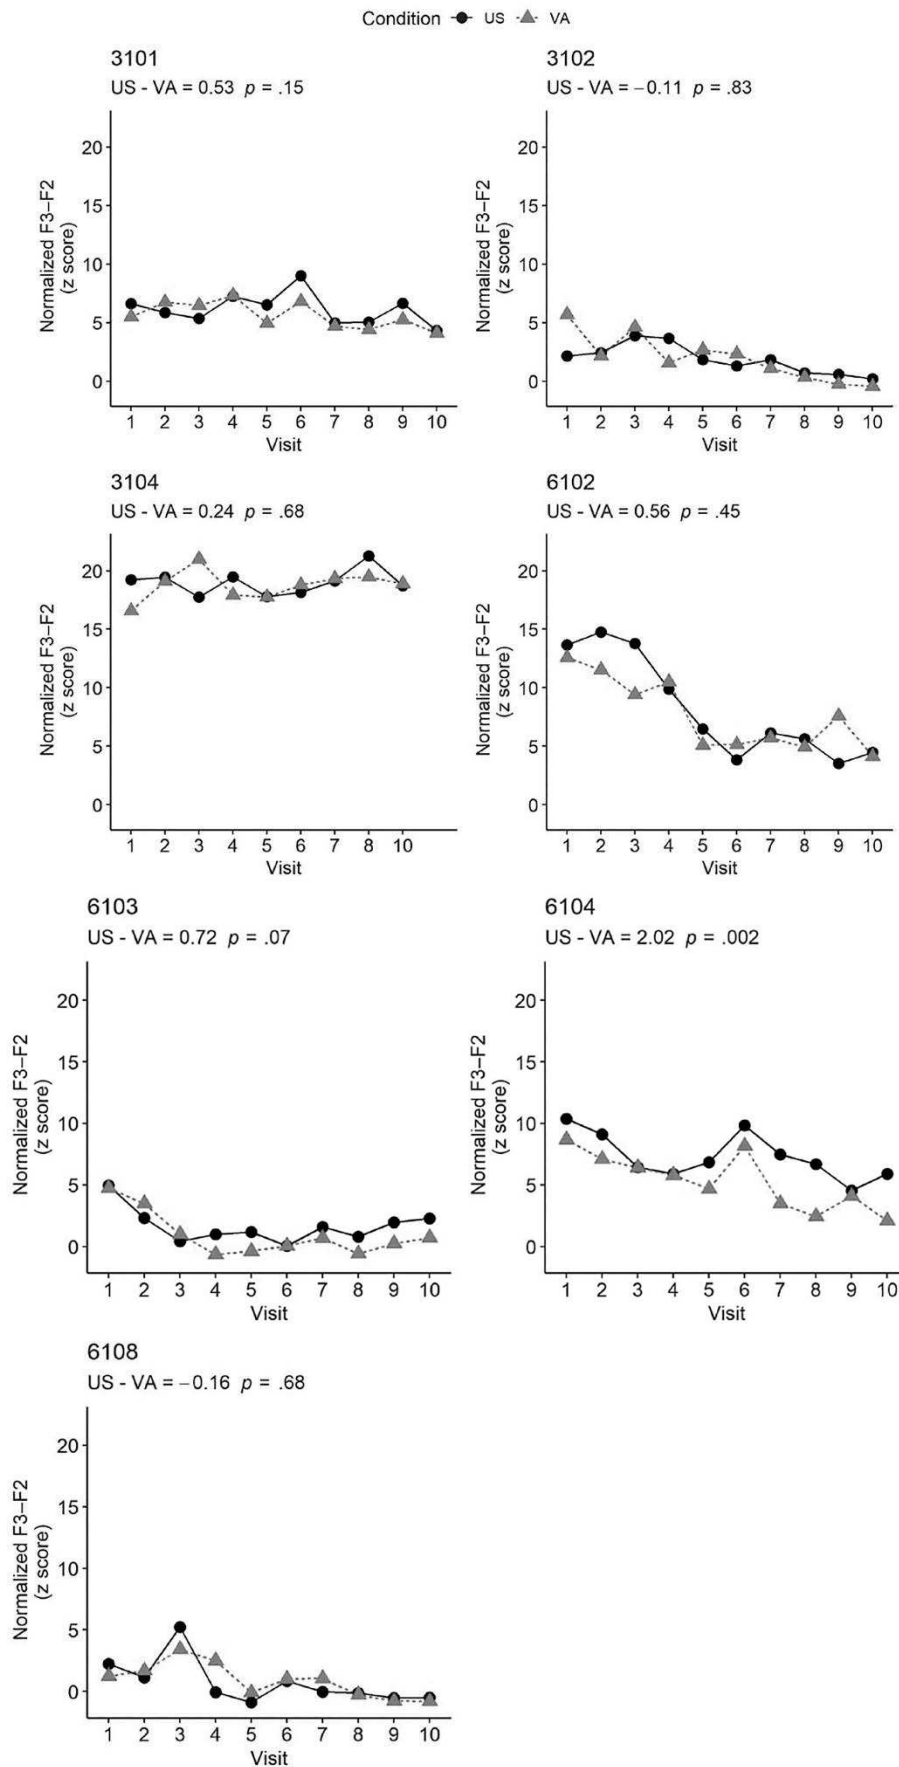 Condition US VA
3101
US - VA = 0.53 p = .15
Normalized F3–F2
(z score)
20
15
10
5
0
1 2 3 4 5 6 7 8 9 10
Visit
3102
US - VA = −0.11 p = .83
Normalized F3–F2
(z score)
20
15
10
5
0
1 2 3 4 5 6 7 8 9 10
Visit
3104
US - VA = 0.24 p = .68
Normalized F3–F2
(z score)
20
15
10
5
0
1 2 3 4 5 6 7 8 10
Visit
6102
US - VA = 0.56 p = .45
Normalized F3–F2
(z score)
20
15
10
5
0
1 2 3 4 5 6 7 8 9 10
Visit
6103
US - VA = 0.72 p = .07
Normalized F3–F2
(z score)
20
15
10
5
0
1 2 3 4 5 6 7 8 9 10
Visit
6104
US - VA = 2.02 p = .002
Normalized F3–F2
(z score)
20
15
10
5
0
1 2 3 4 5 6 7 8 9 10
Visit
6108
US - VA = −0.16 p = .68
Normalized F3–F2
(z score)
20
15
10
5
0
1 2 3 4 5 6 7 8 9 10
Visit